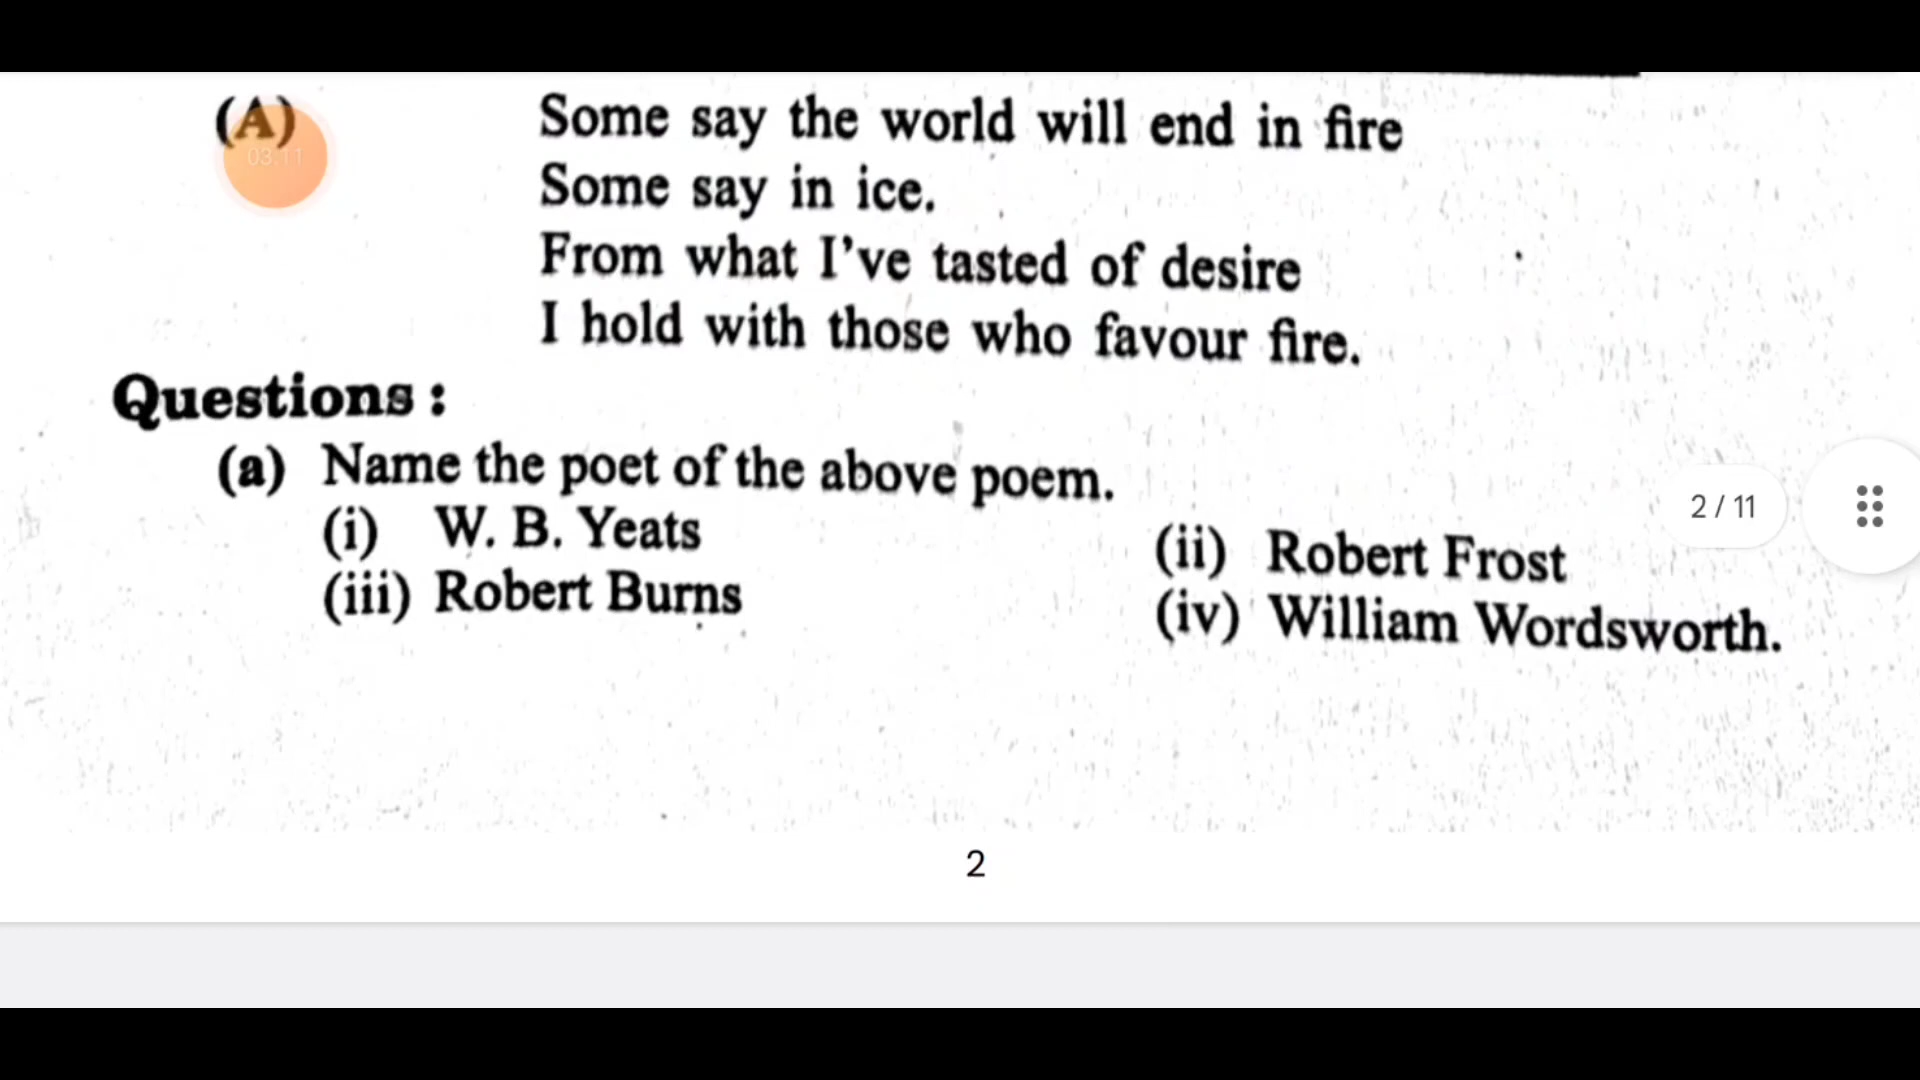 (A) Some say the world will end in fire
03:11
Some say in ice.
From what I've tasted of desire
I hold with those who favour fire.
Questions :
(a) Name the poet of the above poem.
(i) W. B. Yeats (ii) Robert Frost
(iii) Robert Burns (iv) William Wordsworth.
2 / 11
2